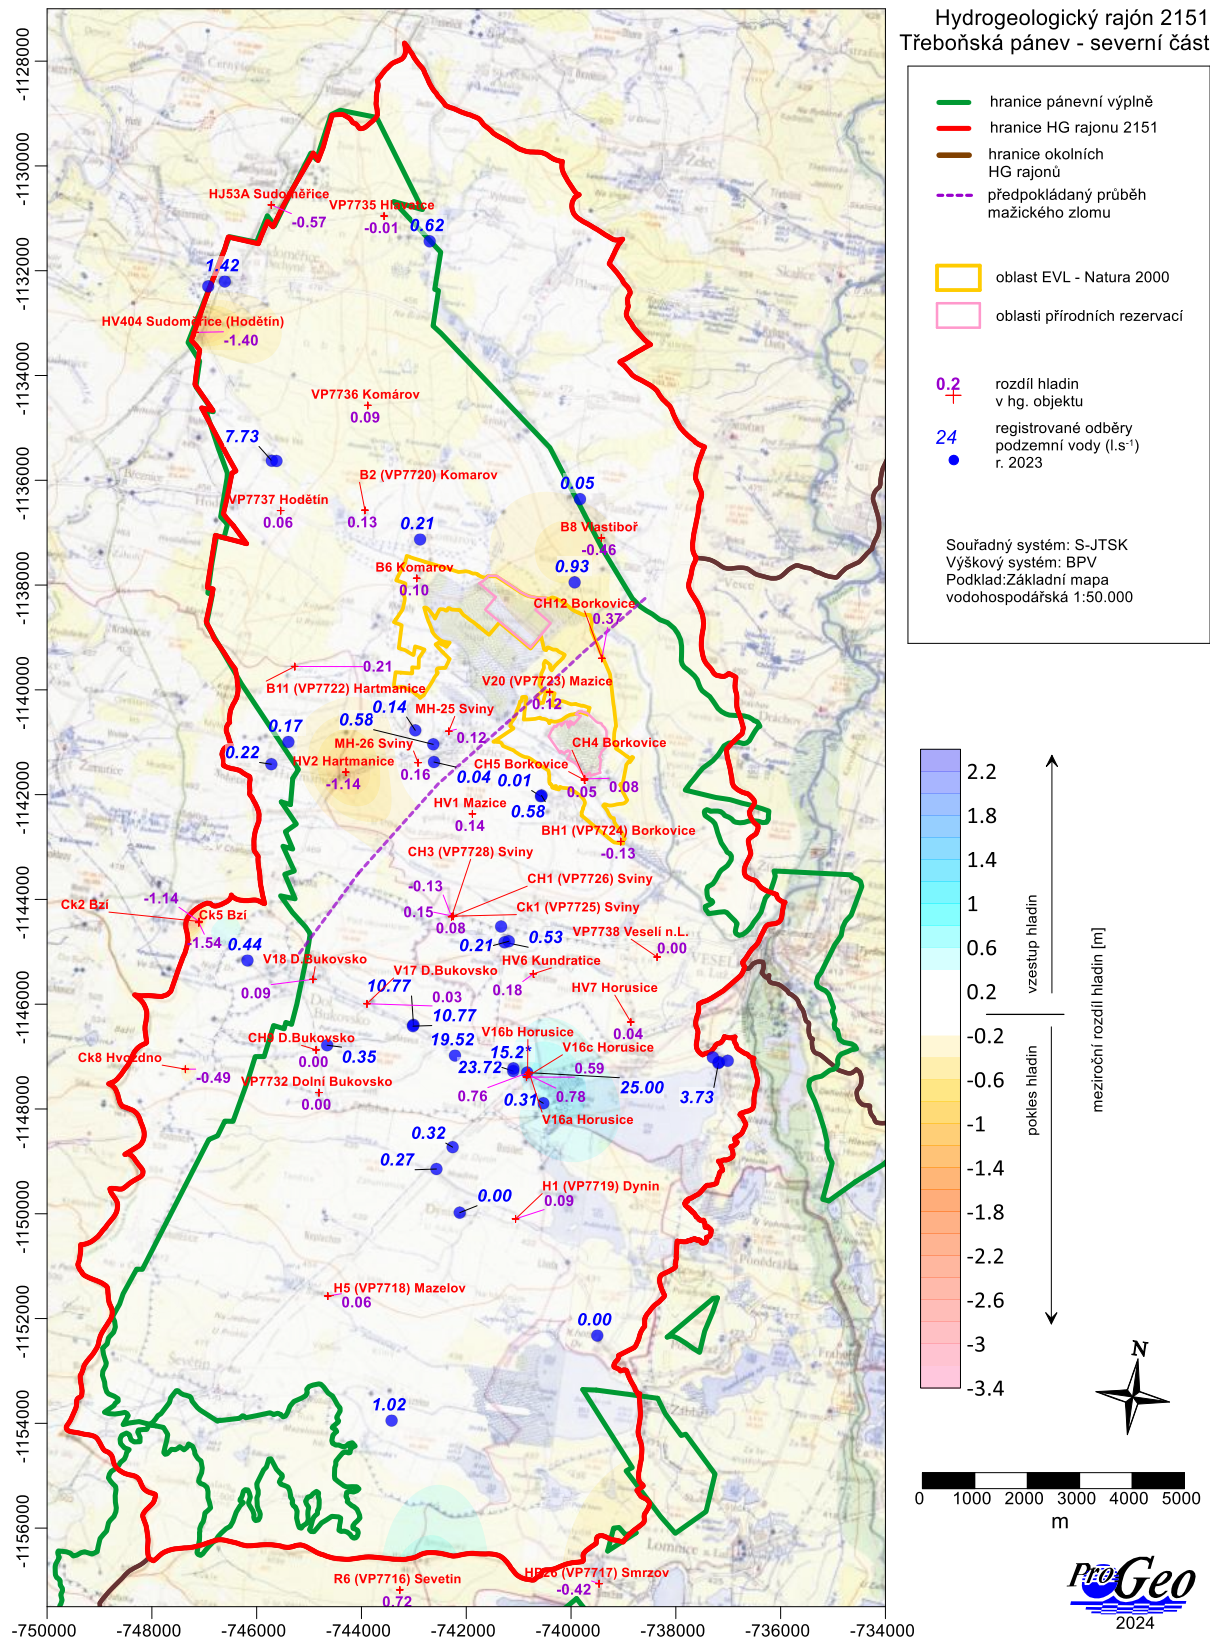 Hydrogeologický rajón 2151
Třeboňská pánev - severní část
hranice pánevní výplně
hranice HG rajonu 2151
hranice okolních
HG rajonů
předpokládaný průběh
mažického zlomu
oblast EVL - Natura 2000
oblasti přírodních rezervací
0.2
rozdíl hladin
v hg. objektu
24
registrované odběry
podzemní vody (l.s-1)
r. 2023
Souřadný systém: S-JTSK
Výškový systém: BPV
Podklad:Základní mapa
vodohospodářská 1:50.000
2.2
1.8
1.4
1
0.6
0.2
-0.2
-0.6
-1
-1.4
-1.8
-2.2
-2.6
-3
-3.4
vzestup hladin
pokles hladin
meziroční rozdíl hladin [m]
N
0 1000 2000 3000 4000 5000
m
ProGeo
2024
-1128000
-1130000
-1132000
-1134000
-1136000
-1138000
-1140000
-1142000
-1144000
-1146000
-1148000
-1150000
-1152000
-1154000
-1156000
-750000 -748000 -746000 -744000 -742000 -740000 -738000 -736000 -734000
HJ53A Sudoměřice
-0.57
VP7735 Hlavatce
-0.01
0.62
1.42
HV404 Sudoměřice (Hodětín)
-1.40
VP7736 Komárov
0.09
7.73
B2 (VP7720) Komarov
0.13
VP7737 Hodětín
0.06
0.05
0.21
B8 Vlastiboř
-0.46
B6 Komarov
0.10
0.93
CH12 Borkovice
0.37
0.21
B11 (VP7722) Hartmanice
V20 (VP7723) Mazice
0.12
0.14
0.58
MH-25 Sviny
0.12
0.17
0.22
MH-26 Sviny
0.16
HV2 Hartmanice
-1.14
0.04
CH4 Borkovice
CH5 Borkovice
0.05
0.08
0.01
0.58
HV1 Mazice
0.14
BH1 (VP7724) Borkovice
-0.13
CH3 (VP7728) Sviny
-0.13
CH1 (VP7726) Sviny
0.15
Ck1 (VP7725) Sviny
0.08
-1.14
Ck2 Bzí
Ck5 Bzí
-1.54
0.44
0.21
0.53
VP7738 Veselí n.L.
0.00
V18 D.Bukovsko
0.09
V17 D.Bukovsko
0.03
HV6 Kundratice
0.18
10.77
10.77
HV7 Horusice
0.04
CH9 D.Bukovsko
0.00
0.35
19.52
V16b Horusice
15.2*
V16c Horusice
0.59
23.72
25.00
0.76
0.78
0.31
V16a Horusice
3.73
Ck8 Hvozdno
-0.49
VP7732 Dolní Bukovsko
0.00
0.32
0.27
0.00
H1 (VP7719) Dynin
0.09
H5 (VP7718) Mazelov
0.06
0.00
1.02
R6 (VP7716) Sevetin
0.72
HP26 (VP7717) Smrzov
-0.42